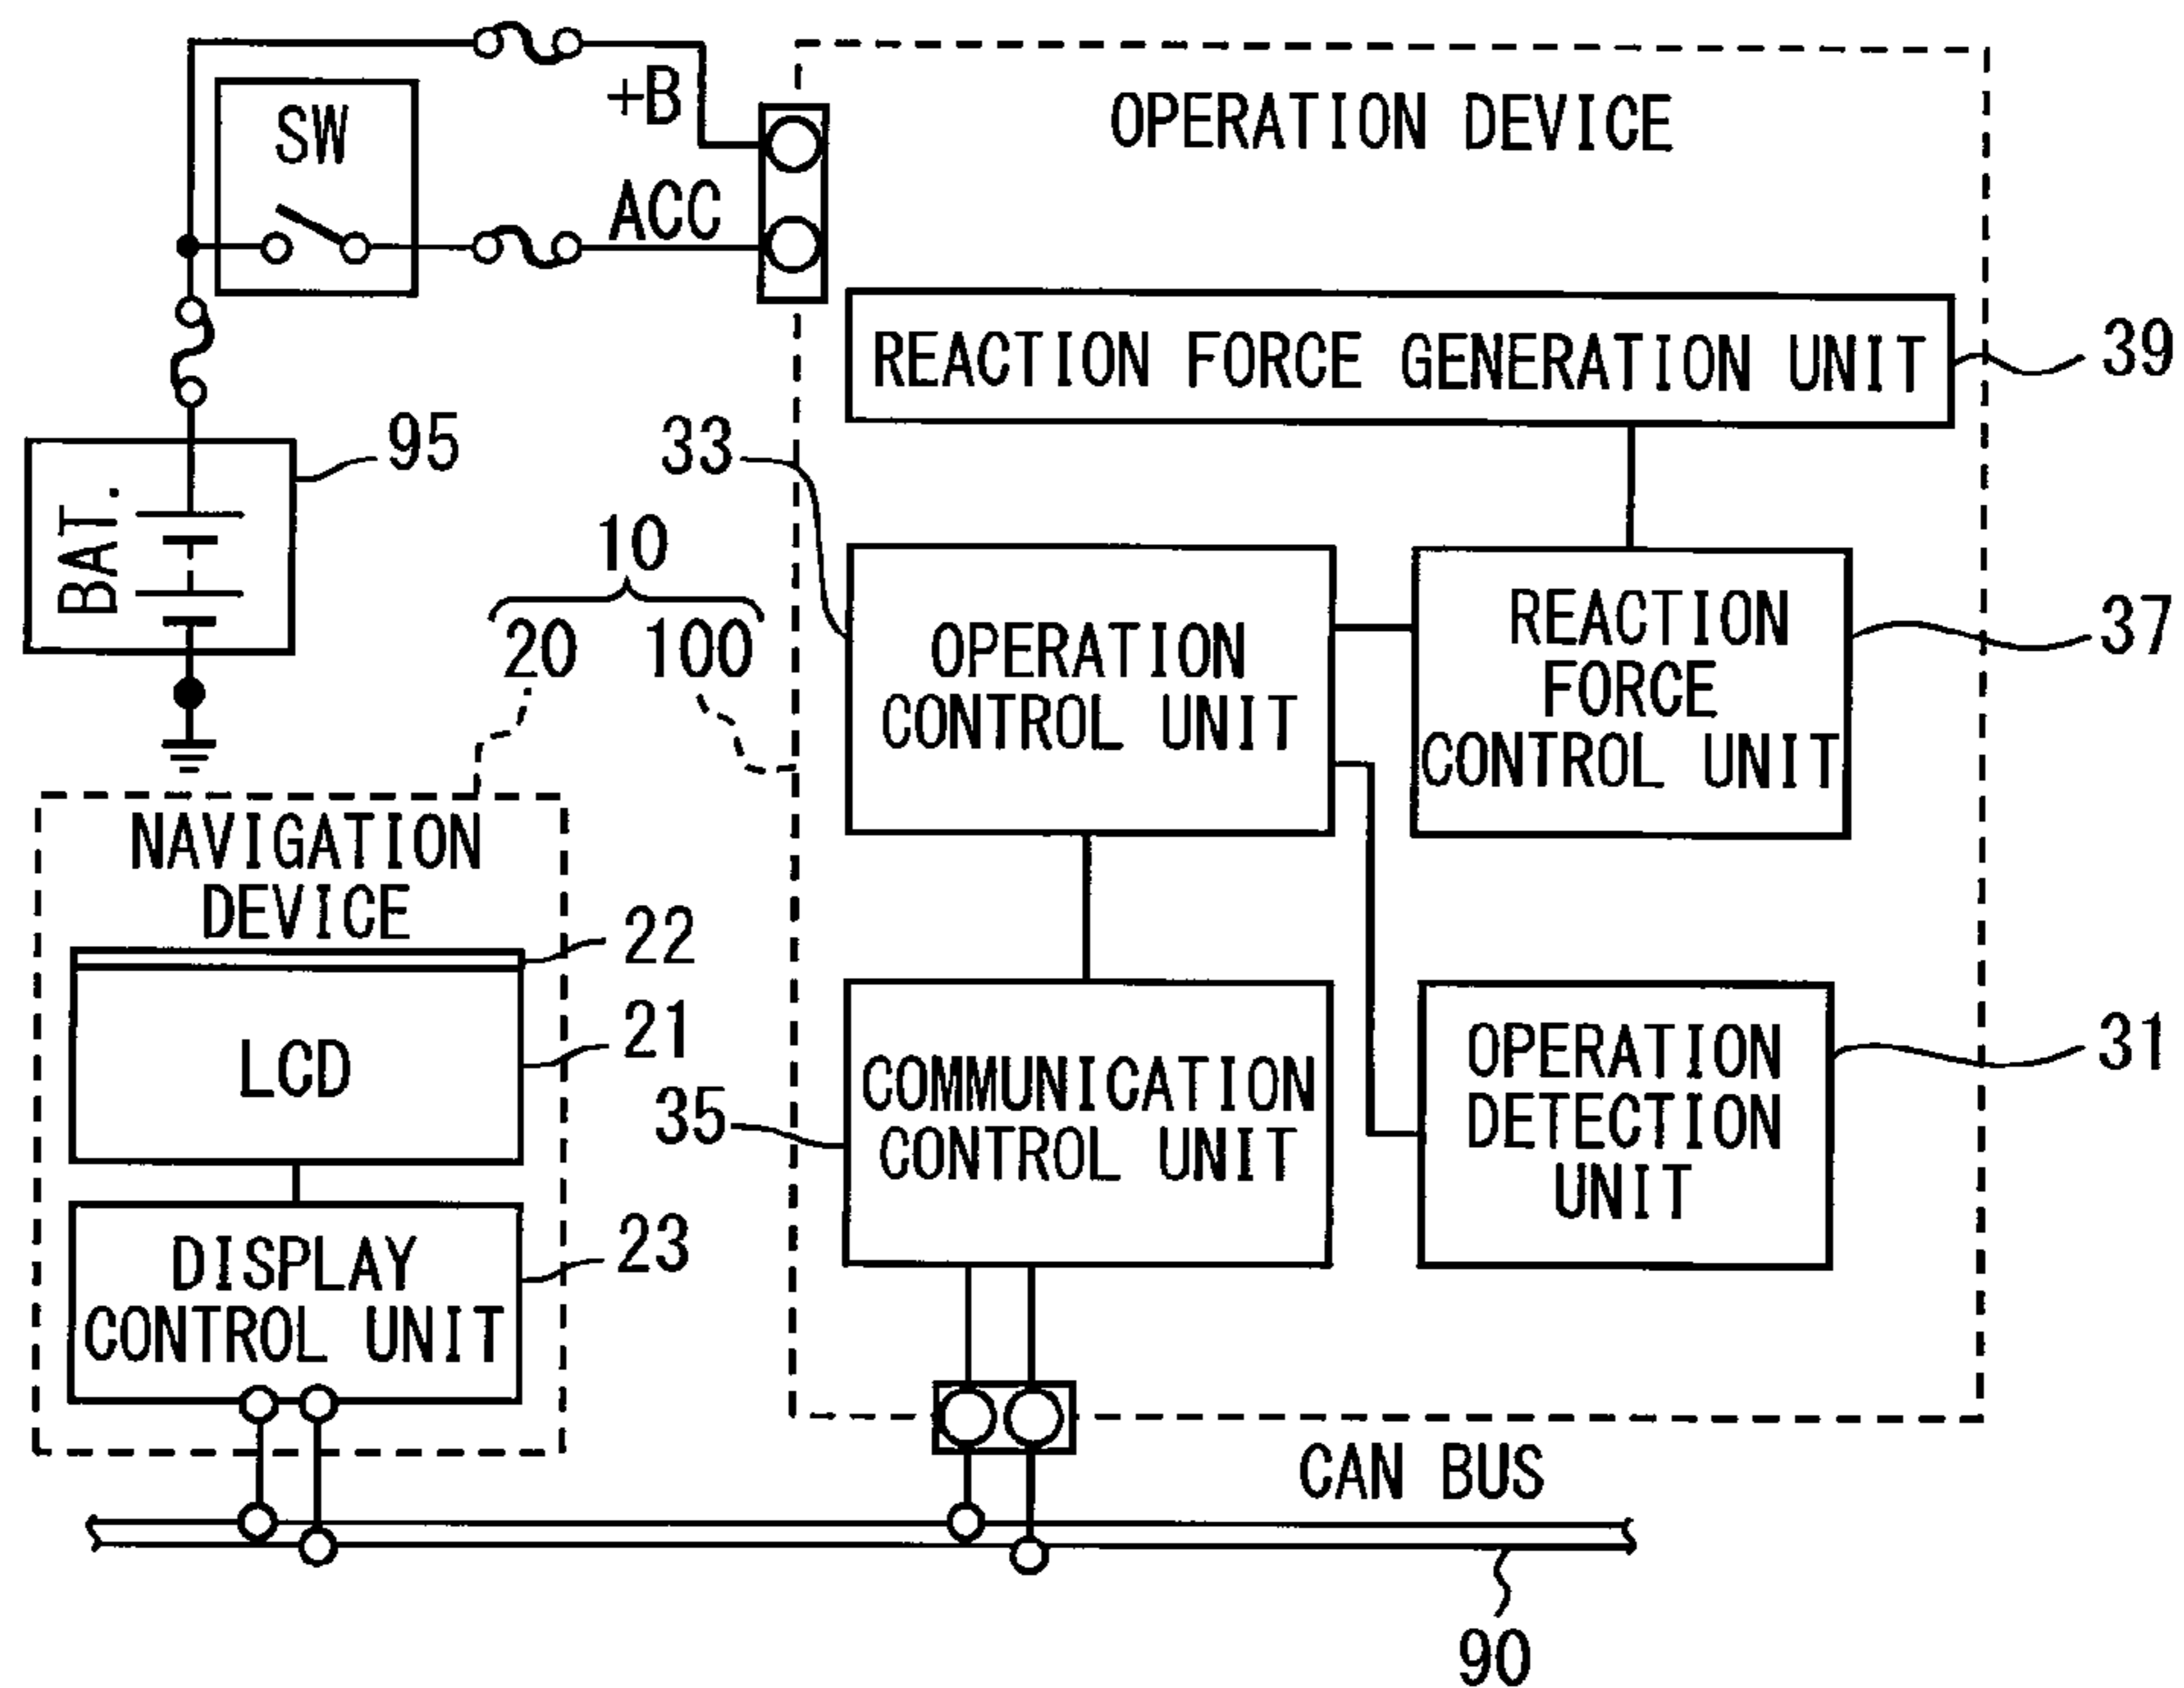 +B
SW
ACC
OPERATION DEVICE
REACTION FORCE GENERATION UNIT
39
33
95
BAT.
10
20 100
OPERATION
CONTROL UNIT
REACTION
FORCE
CONTROL UNIT
37
NAVIGATION
DEVICE
22
LCD
21
35
COMMUNICATION
CONTROL UNIT
OPERATION
DETECTION
UNIT
31
DISPLAY
CONTROL UNIT
23
CAN BUS
90